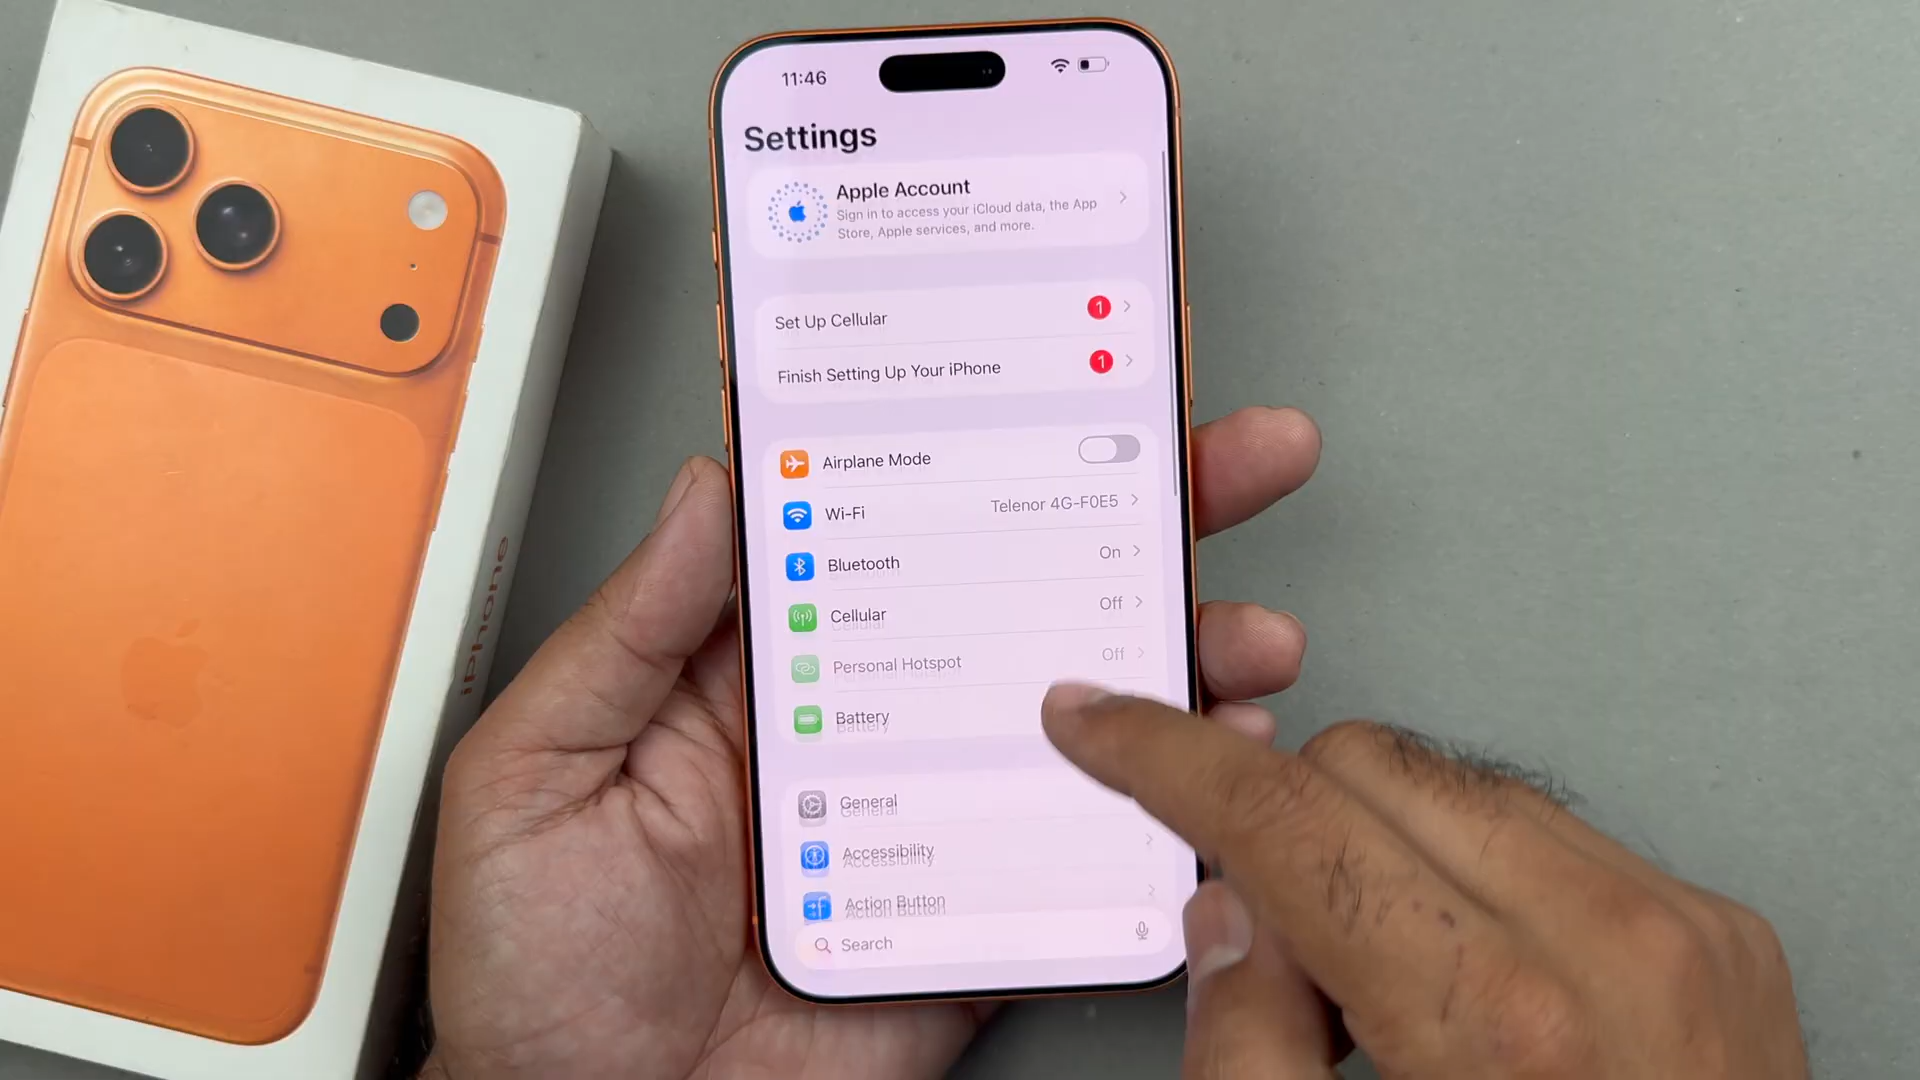 iPhone
11:46
Settings
Apple Account
Sign in to access your iCloud data, the App
Store, Apple services, and more.
Set Up Cellular 1
Finish Setting Up Your iPhone 1
Airplane Mode
Wi-Fi Telenor 4G-F0E5
Bluetooth On
Cellular Off
Personal Hotspot Off
Battery
General
Accessibility
Action Button
Search